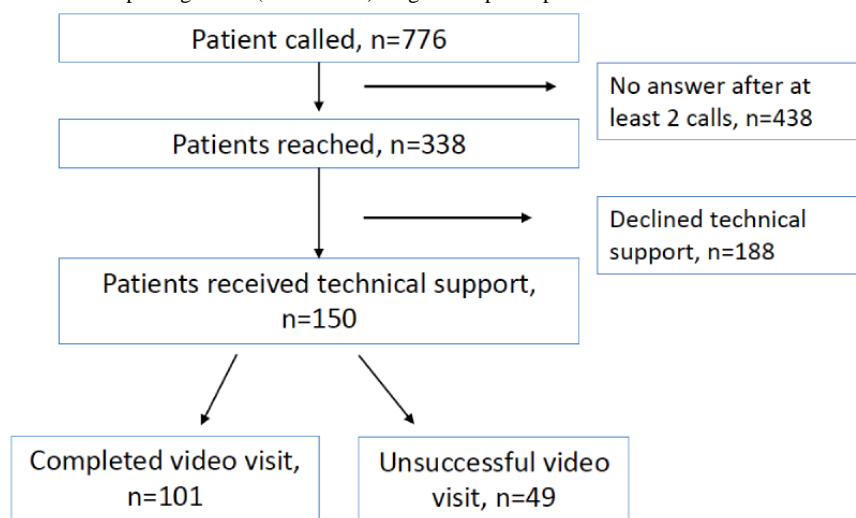 Patient called, n=776
No answer after at
least 2 calls, n=438
Patients reached, n=338
Declined technical
support, n=188
Patients received technical support,
n=150
Completed video visit,
n=101
Unsuccessful video
visit, n=49